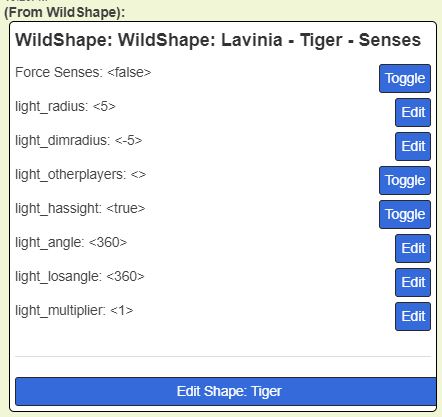 (From WildShape):
WildShape: WildShape: Lavinia - Tiger - Senses
Force Senses: <false> Toggle
light_radius: <5> Edit
light_dimradius: <-5> Edit
light_otherplayers: <> Toggle
light_hassight: <true> Toggle
light_angle: <360> Edit
light_losangle: <360> Edit
light_multiplier: <1> Edit
Edit Shape: Tiger